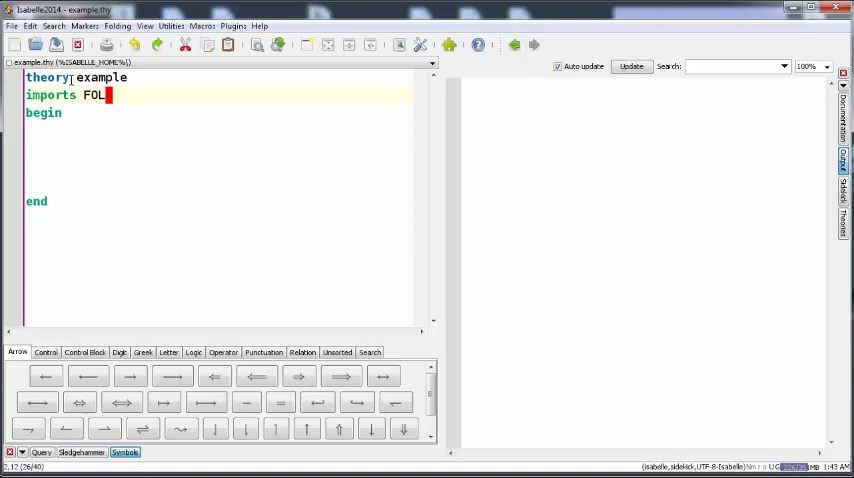 Isabelle2014 - example.thy
File Edit Search Markers Folding View Utilities Macros Plugins Help
example.thy (%ISABELLE_HOME%\)
theory example
imports FOL
begin
end
Auto update Update Search: 100%
Documentation
Output
Sidekick
Theories
Arrow Control Control Block Digit Greek Letter Logic Operator Punctuation Relation Unsorted Search
← ⟵ → ⟶ ⇐ ⟸ ⇒ ⟹ ↔
⟷ ⇔ ⟺ ↦ ⟼ ─ ═ ↩ ↪ ↽
⇁ ↼ ⇀ ⇌ ↝ ⇃ ⇂ ↿ ↑ ⇑ ↓ ⇓
Query Sledgehammer Symbols
2,12 (26/40) (isabelle,sidekick,UTF-8-Isabelle)N m r o U G 1:43 AM